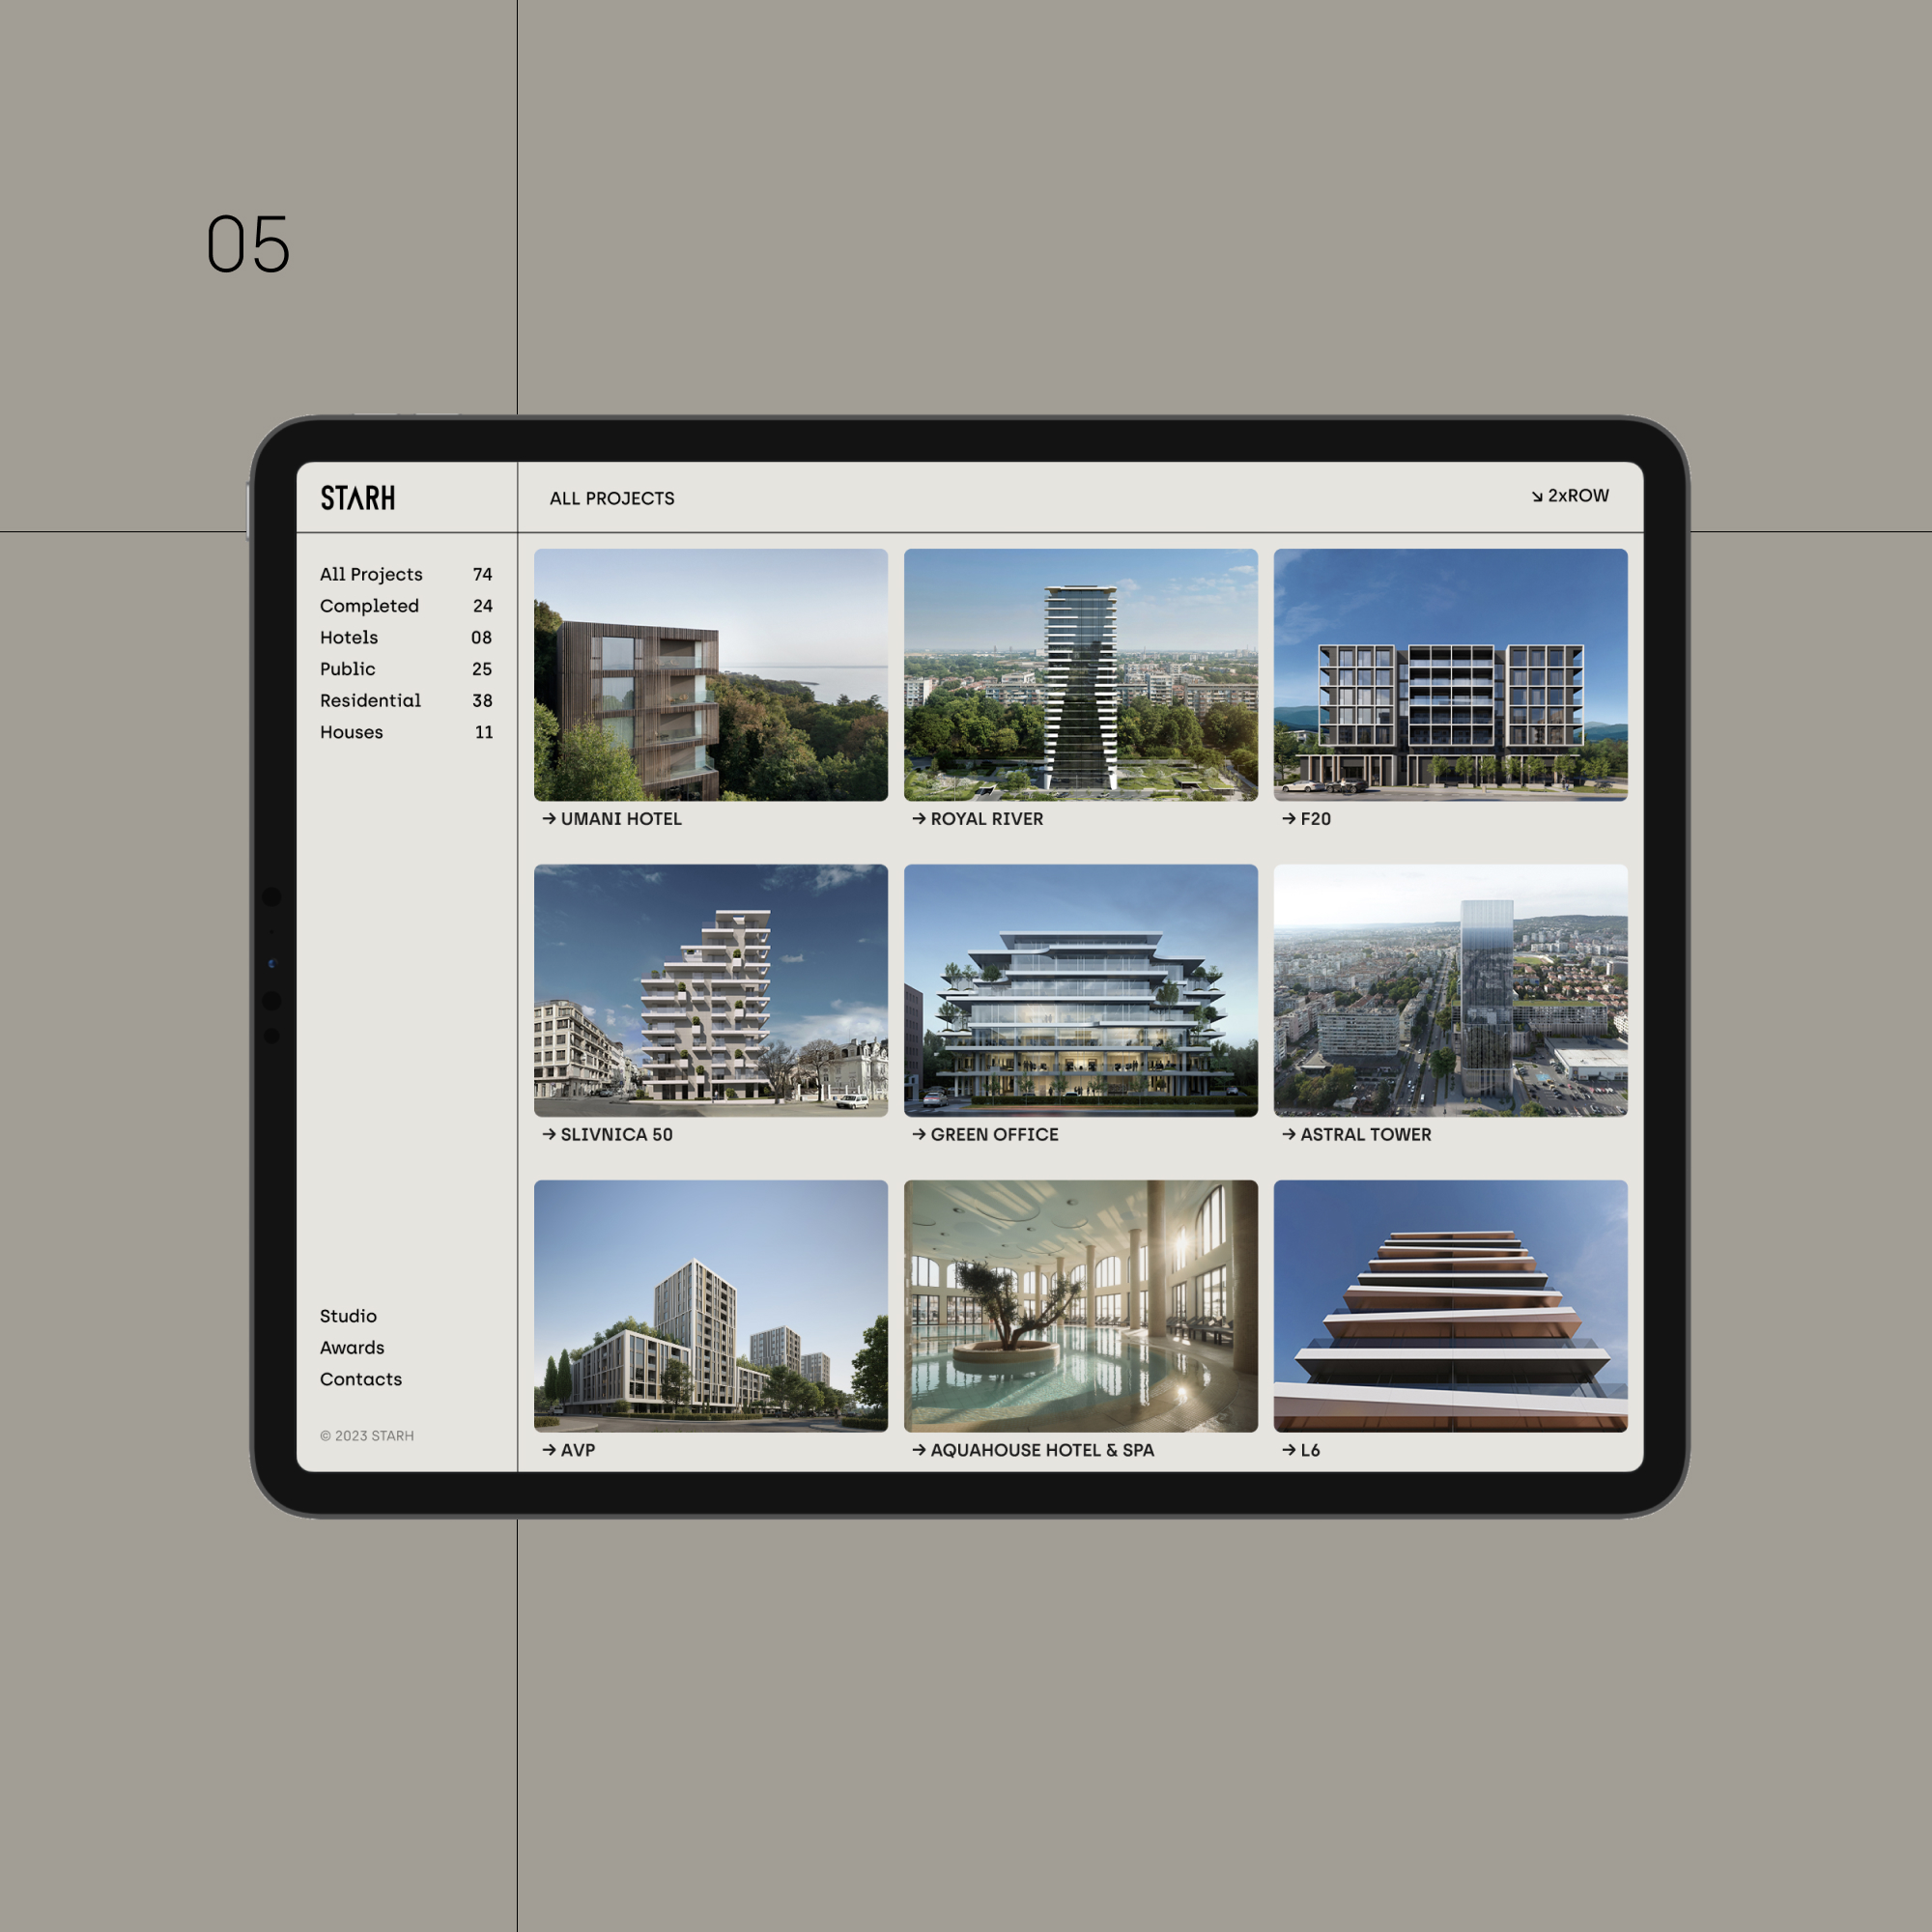 05
STARH
ALL PROJECTS
↘ 2xROW
All Projects 74
Completed 24
Hotels 08
Public 25
Residential 38
Houses 11
→ UMANI HOTEL
→ ROYAL RIVER
→ F20
→ SLIVNICA 50
→ GREEN OFFICE
→ ASTRAL TOWER
→ AVP
→ AQUAHOUSE HOTEL & SPA
→ L6
Studio
Awards
Contacts
© 2023 STARH